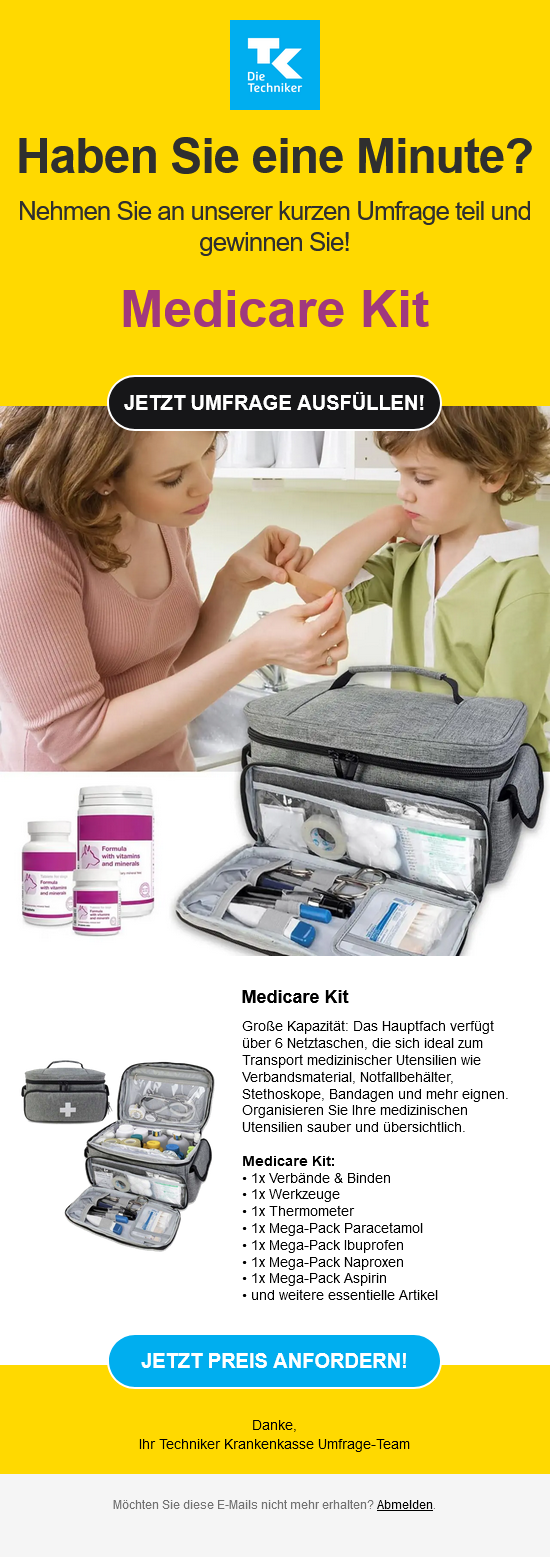 Die
Techniker
Haben Sie eine Minute?
Nehmen Sie an unserer kurzen Umfrage teil und
gewinnen Sie!
Medicare Kit
JETZT UMFRAGE AUSFÜLLEN!
Formula
with vitamins
and minerals
Formula
with vitamins
and minerals
Formula
with vitamins
and minerals
Medicare Kit
Große Kapazität: Das Hauptfach verfügt
über 6 Netztaschen, die sich ideal zum
Transport medizinischer Utensilien wie
Verbandsmaterial, Notfallbehälter,
Stethoskope, Bandagen und mehr eignen.
Organisieren Sie Ihre medizinischen
Utensilien sauber und übersichtlich.
Medicare Kit:
• 1x Verbände & Binden
• 1x Werkzeuge
• 1x Thermometer
• 1x Mega-Pack Paracetamol
• 1x Mega-Pack Ibuprofen
• 1x Mega-Pack Naproxen
• 1x Mega-Pack Aspirin
• und weitere essentielle Artikel
JETZT PREIS ANFORDERN!
Danke,
Ihr Techniker Krankenkasse Umfrage-Team
Möchten Sie diese E-Mails nicht mehr erhalten? Abmelden.